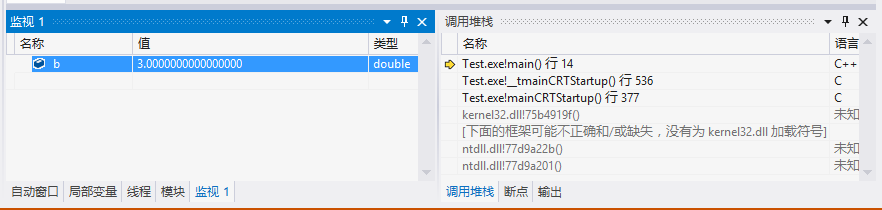 监视 1
名称 值 类型
b 3.0000000000000000 double
自动窗口 局部变量 线程 模块 监视 1
调用堆栈
名称 语言
Test.exe!main() 行 14 C++
Test.exe!__tmainCRTStartup() 行 536 C
Test.exe!mainCRTStartup() 行 377 C
kernel32.dll!75b4919f() 未知
[下面的框架可能不正确和/或缺失，没有为 kernel32.dll 加载符号]
ntdll.dll!77d9a22b() 未知
ntdll.dll!77d9a201() 未知
调用堆栈 断点 输出